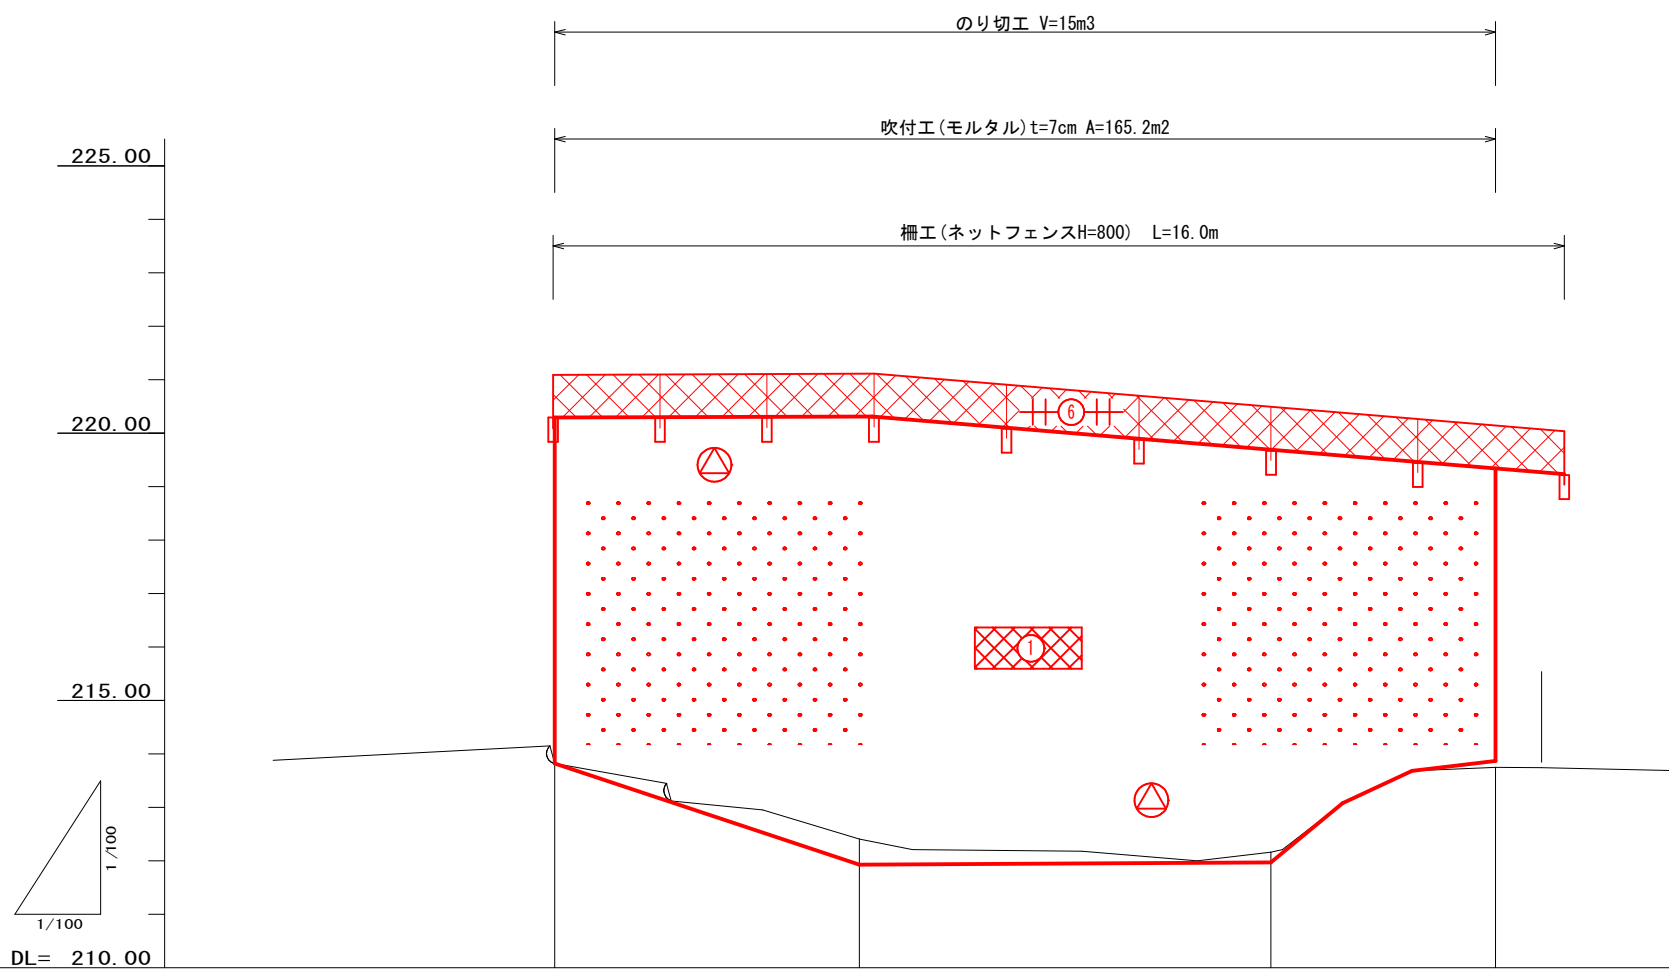 のり切工 V=15m3
吹付工(モルタル)t=7cm A=165.2m2
225.00
柵工(ネットフェンスH=800) L=16.0m
6
220.00
1
215.00
1/100
1/100
DL= 210.00